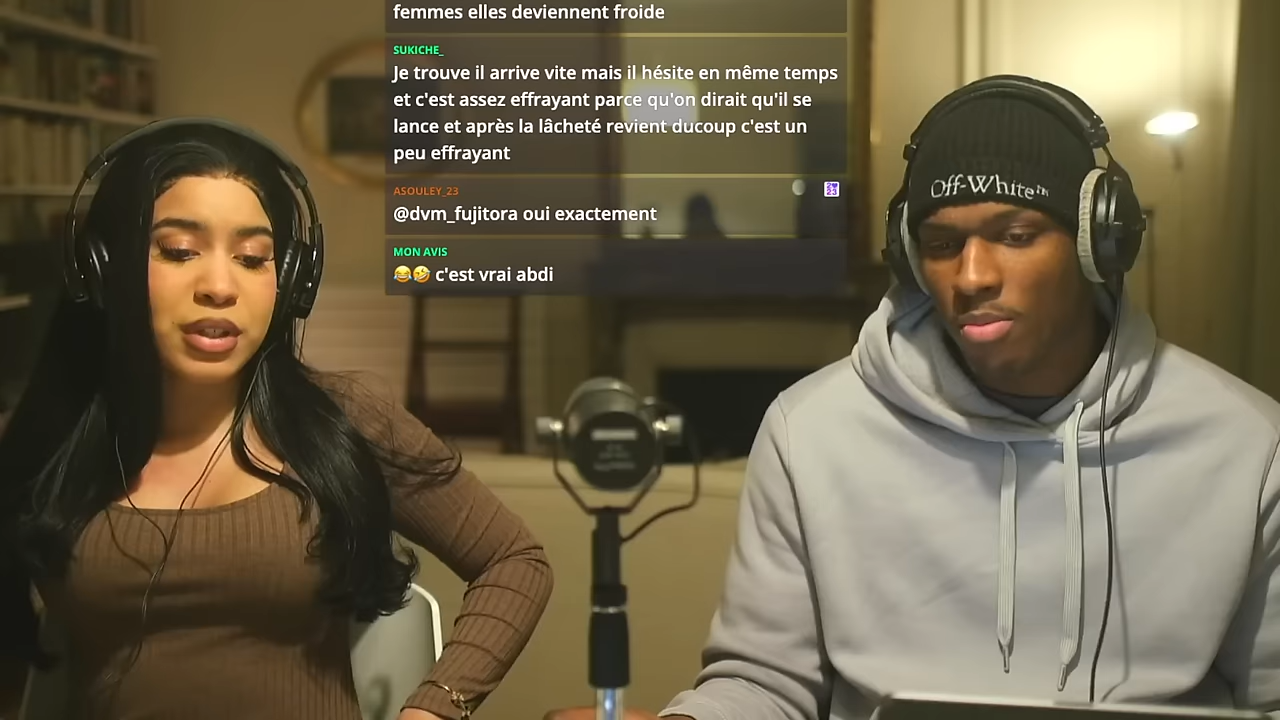 femmes elles deviennent froide
SUKICHE_
Je trouve il arrive vite mais il hésite en même temps
et c'est assez effrayant parce qu'on dirait qu'il se
lance et après la lâcheté revient ducoup c'est un
peu effrayant
ASOULEY_23
@dvm_fujitora oui exactement
MON AVIS
😂🤣 c'est vrai abdi
Off-White™